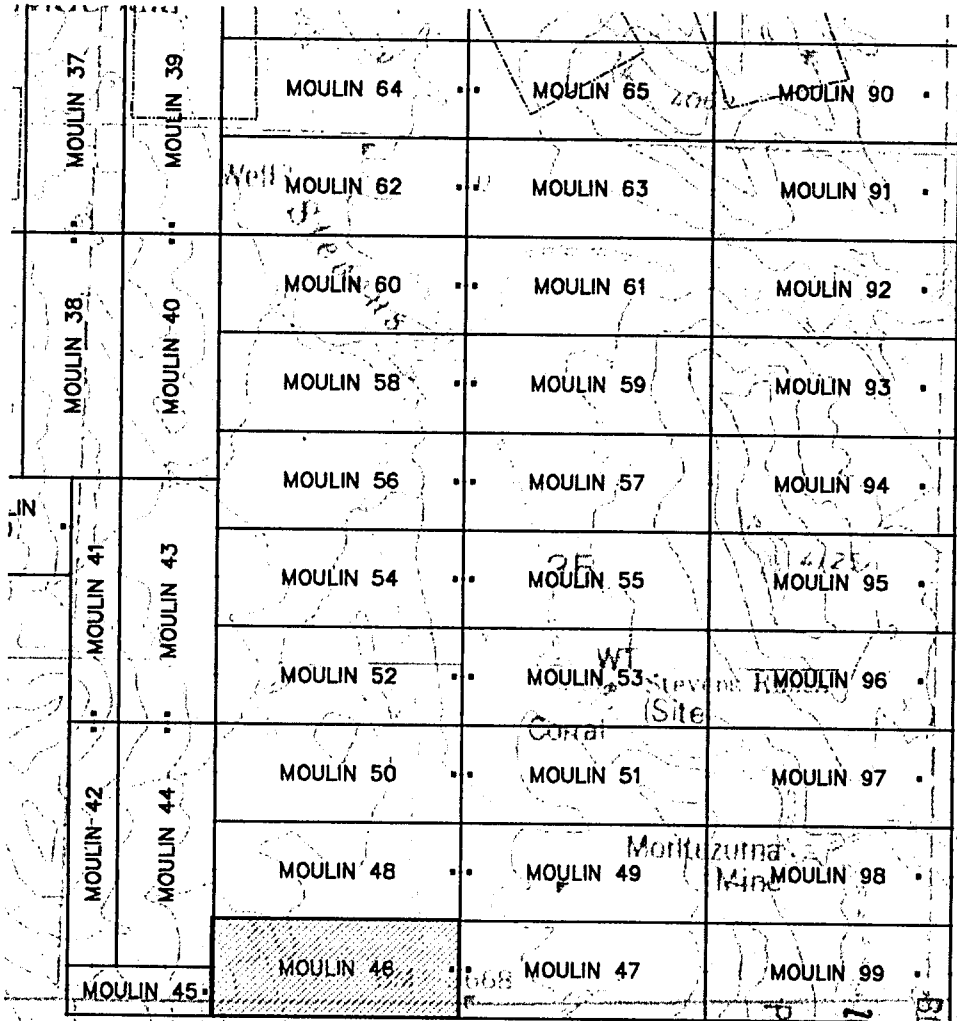 MOULIN 37
MOULIN 39
MOULIN 64
MOULIN 65
MOULIN 90
Well
MOULIN 62
MOULIN 63
MOULIN 91
MOULIN 38
MOULIN 40
MOULIN 60
MOULIN 61
MOULIN 92
MOULIN 58
MOULIN 59
MOULIN 93
MOULIN 56
MOULIN 57
MOULIN 94
LIN
MOULIN 41
MOULIN 43
MOULIN 54
MOULIN 55
MOULIN 95
MOULIN 52
WT
MOULIN 53
Stevens
MOULIN 96
(Site
Corral
MOULIN 42
MOULIN 44
MOULIN 50
MOULIN 51
MOULIN 97
MOULIN 48
MOULIN 49
Montezuma
Mine
MOULIN 98
MOULIN 46
668
MOULIN 47
MOULIN 99
MOULIN 45